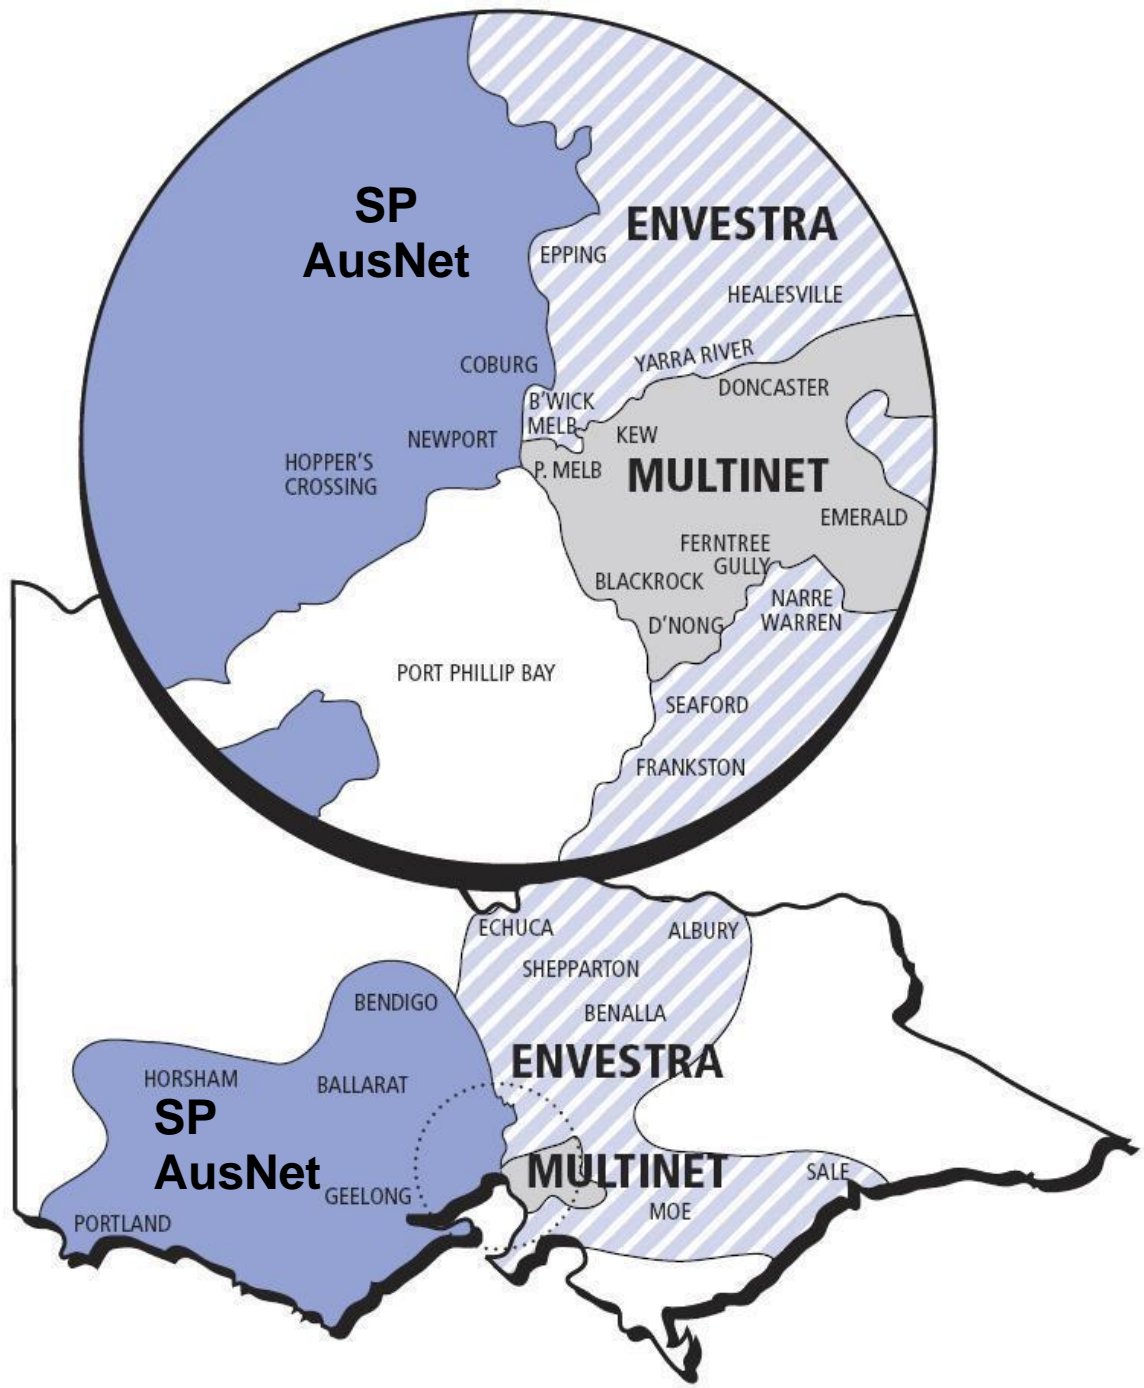 SP
AusNet
ENVESTRA
EPPING
HEALESVILLE
YARRA RIVER
COBURG
DONCASTER
B'WICK
MELB
NEWPORT
KEW
HOPPER'S
CROSSING
P. MELB
MULTINET
EMERALD
FERNTREE
GULLY
BLACKROCK
NARRE
WARREN
D'NONG
PORT PHILLIP BAY
SEAFORD
FRANKSTON
ECHUCA
ALBURY
SHEPPARTON
BENDIGO
BENALLA
ENVESTRA
HORSHAM
BALLARAT
SP
AusNet
MULTINET
SALE
GEELONG
MOE
PORTLAND